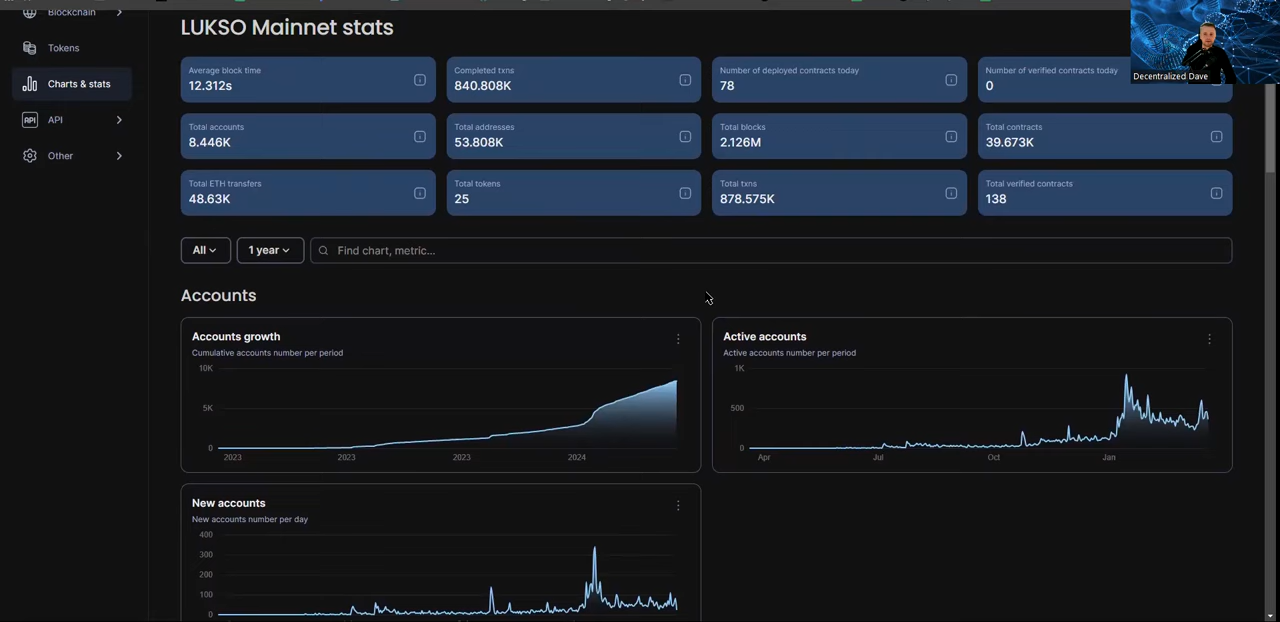 Blockchain
LUKSO Mainnet stats
Decentralized Dave
Tokens
Charts & stats
API
API
Other
Average block time
12.312s
Completed txns
840.808K
Number of deployed contracts today
78
Number of verified contracts today
0
Total accounts
8.446K
Total addresses
53.808K
Total blocks
2.126M
Total contracts
39.673K
Total ETH transfers
48.63K
Total tokens
25
Total txns
878.575K
Total verified contracts
138
All
1 year
Find chart, metric...
Accounts
Accounts growth
Cumulative accounts number per period
10K
5K
0
2023 2023 2023 2024
Active accounts
Active accounts number per period
1K
500
0
Apr Jul Oct Jan
New accounts
New accounts number per day
400
300
200
100
0